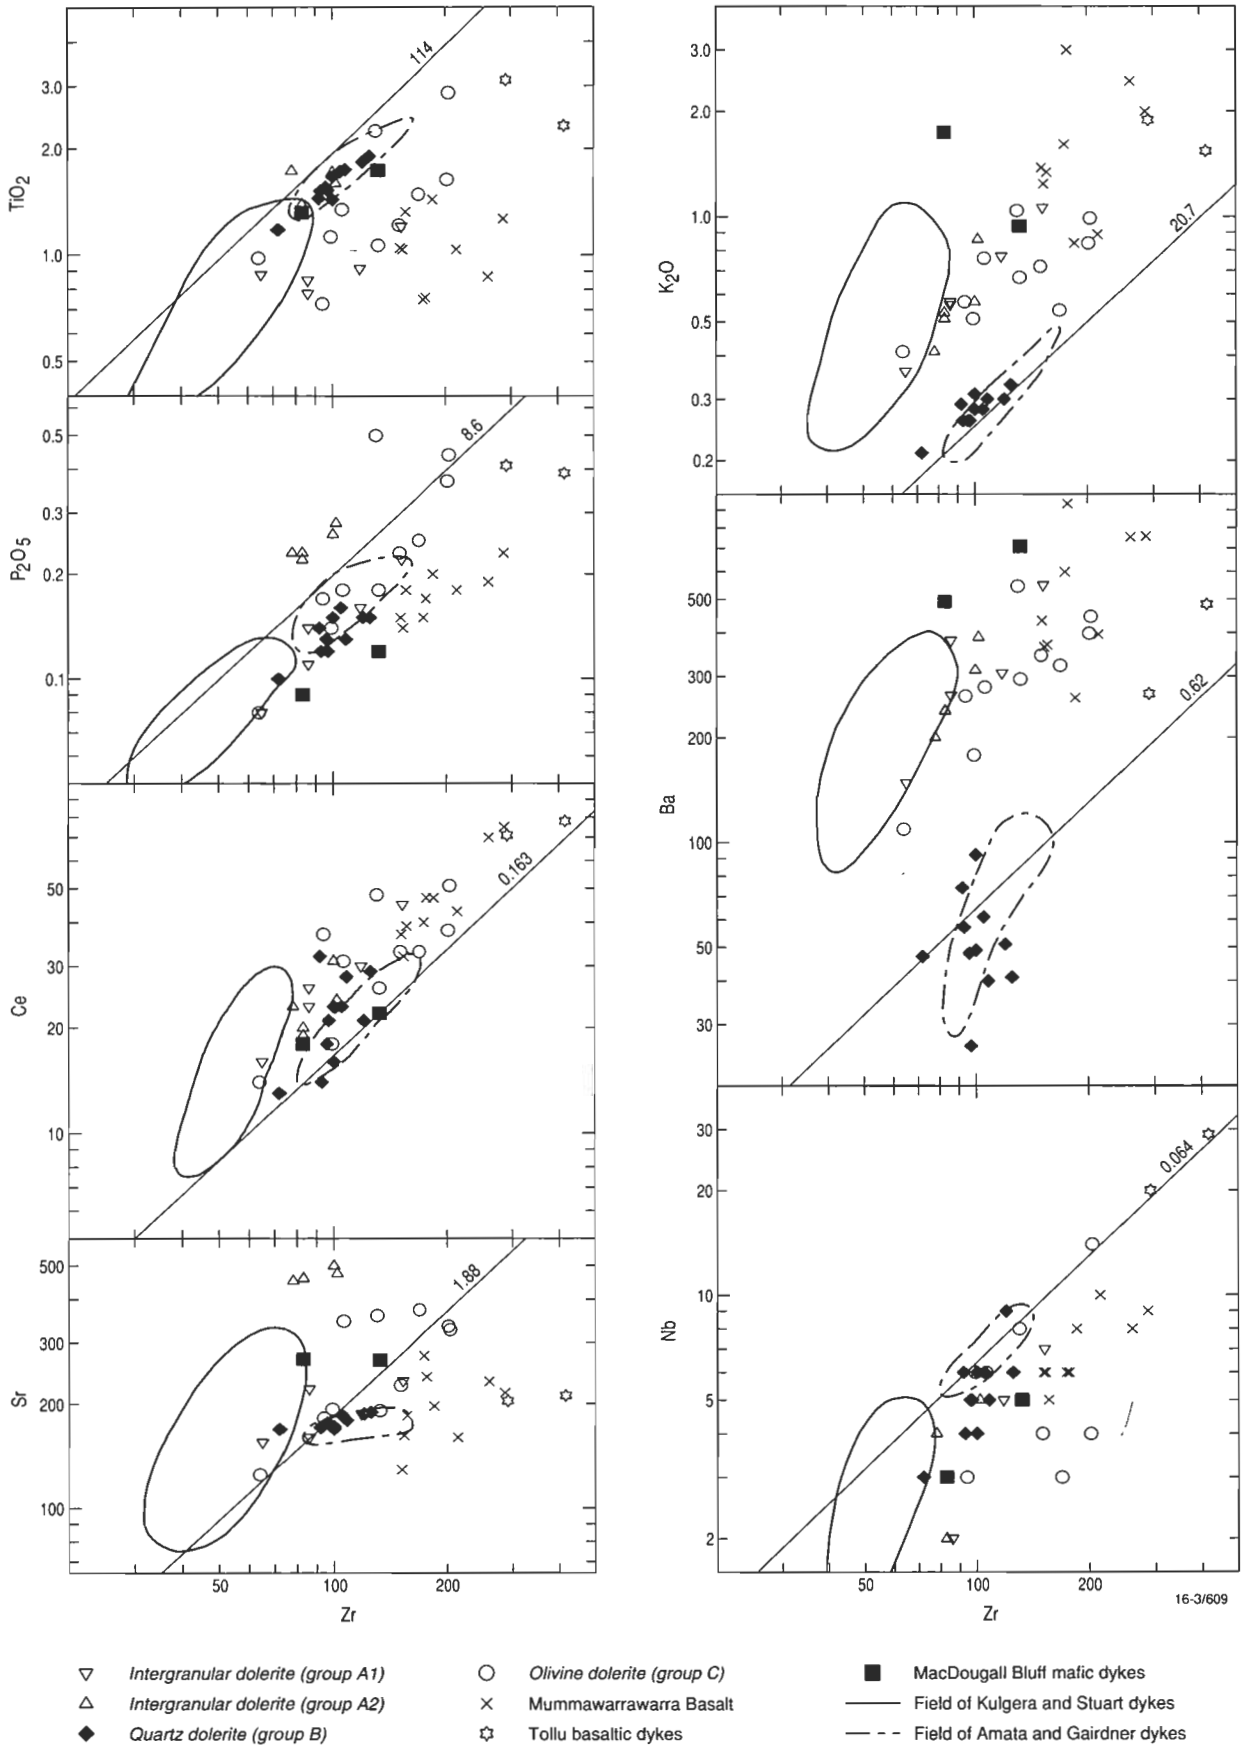 TiO2
3.0
2.0
1.0
0.5
114
P2O5
0.5
0.3
0.2
0.1
8.6
Ce
50
30
20
10
0.163
Sr
500
300
200
100
1.88
50 100 200
Zr
K2O
3.0
2.0
1.0
0.5
0.3
0.2
20.7
Ba
500
300
200
100
50
30
0.62
Nb
30
20
10
5
2
0.064
50 100 200
Zr
16-3/609
Intergranular dolerite (group A1)
Intergranular dolerite (group A2)
Quartz dolerite (group B)
Olivine dolerite (group C)
Mummawarrawarra Basalt
Tollu basaltic dykes
MacDougall Bluff mafic dykes
Field of Kulgera and Stuart dykes
Field of Amata and Gairdner dykes